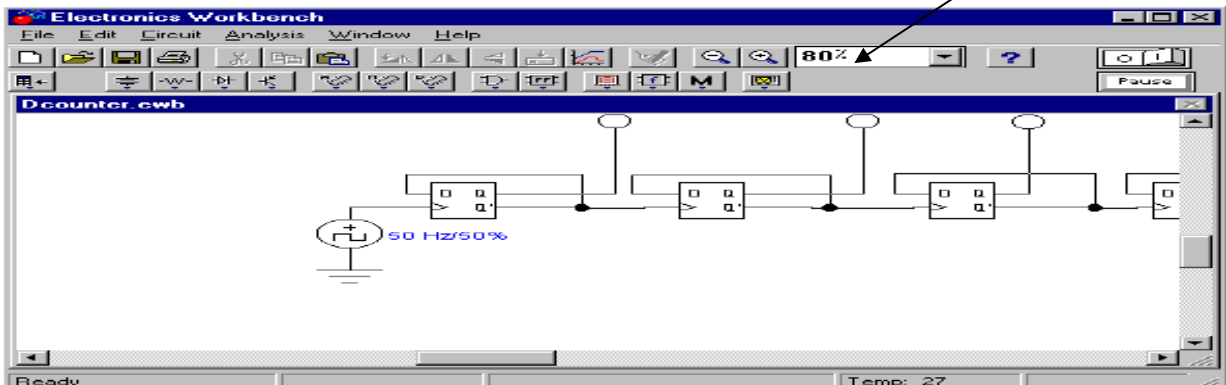 Electronics Workbench
File Edit Circuit Analysis Window Help
80% ?
M Pause
Dcounter.ewb
D Q D Q D Q D
Q' Q' Q'
50 Hz/50%
Ready Temp: 27